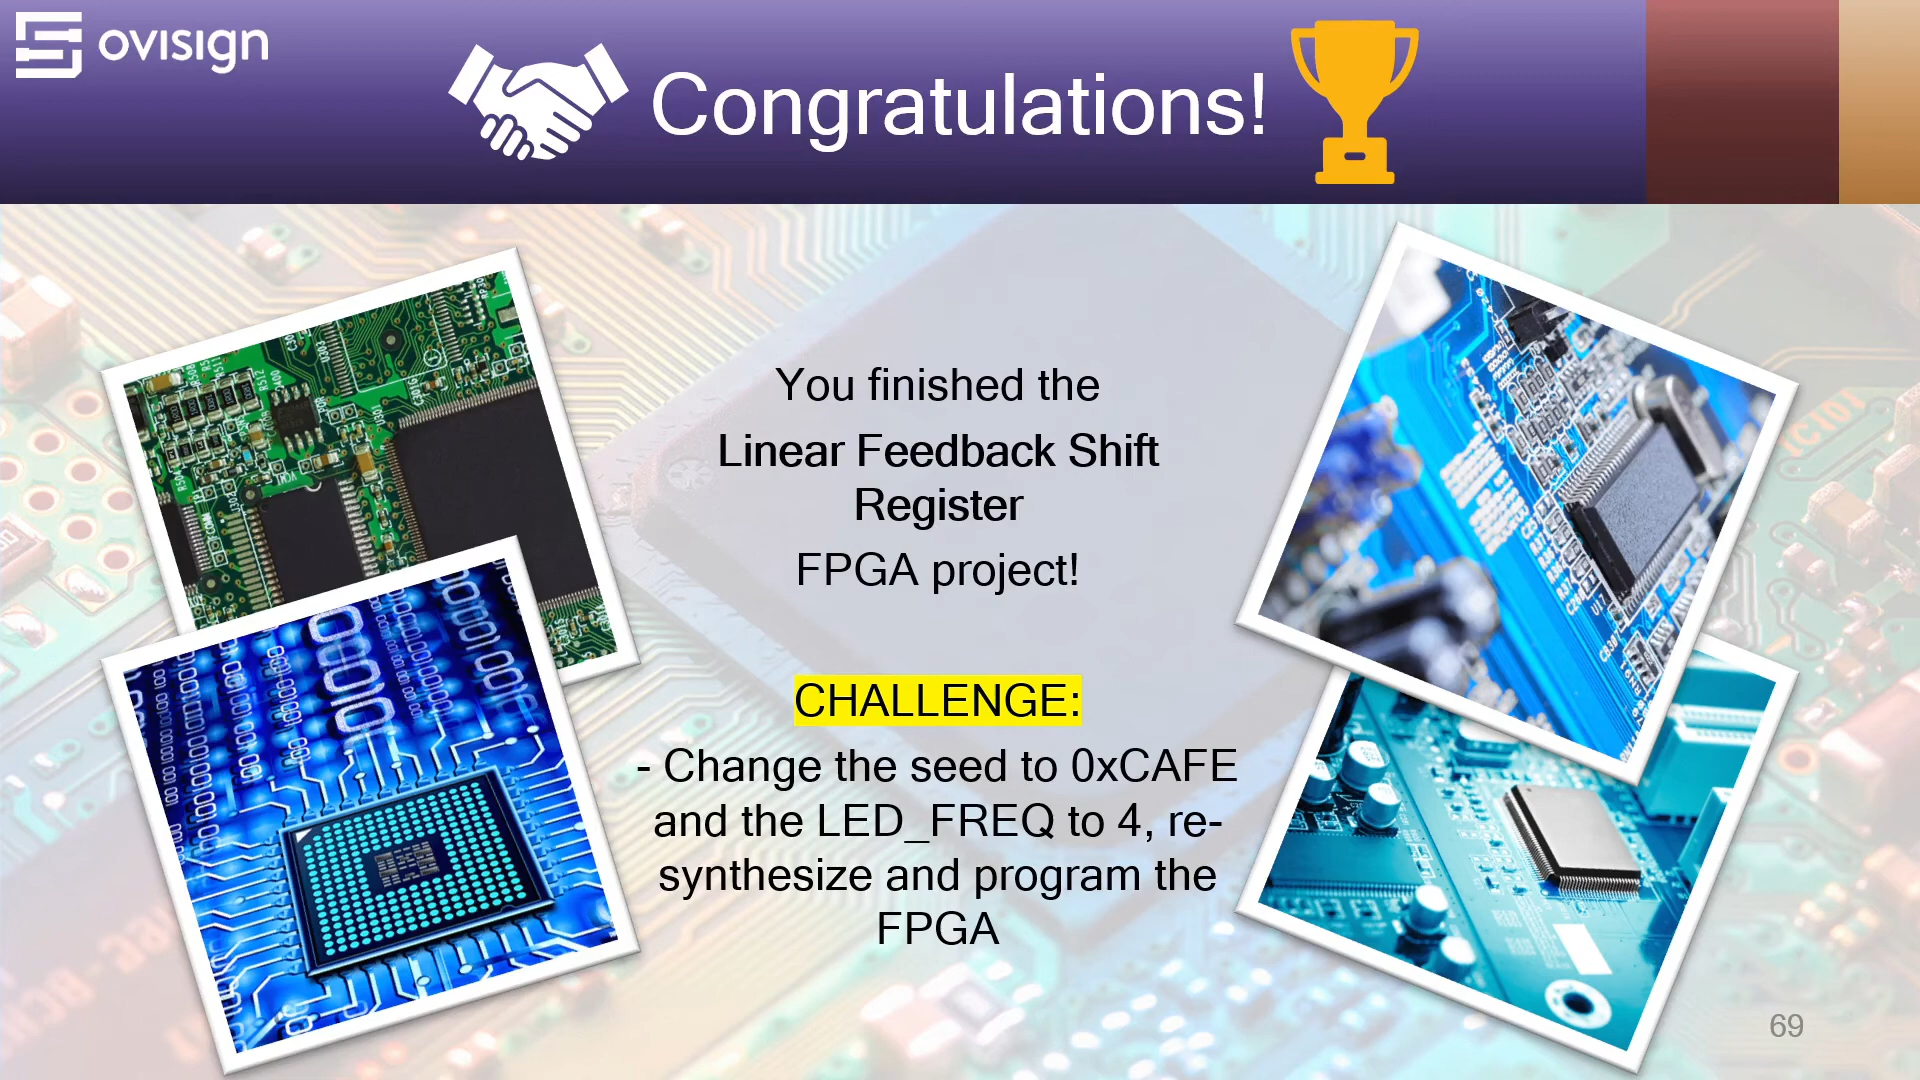 ovisign
Congratulations!
You finished the
Linear Feedback Shift
Register
FPGA project!
CHALLENGE:
- Change the seed to 0xCAFE
and the LED_FREQ to 4, re-
synthesize and program the
FPGA
69